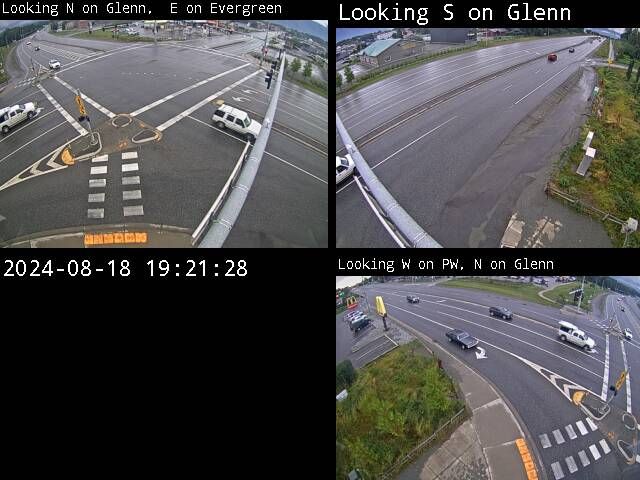 Looking N on Glenn,  E on Evergreen
Looking S on Glenn
2024-08-18 19:21:28
Looking W on PW, N on Glenn